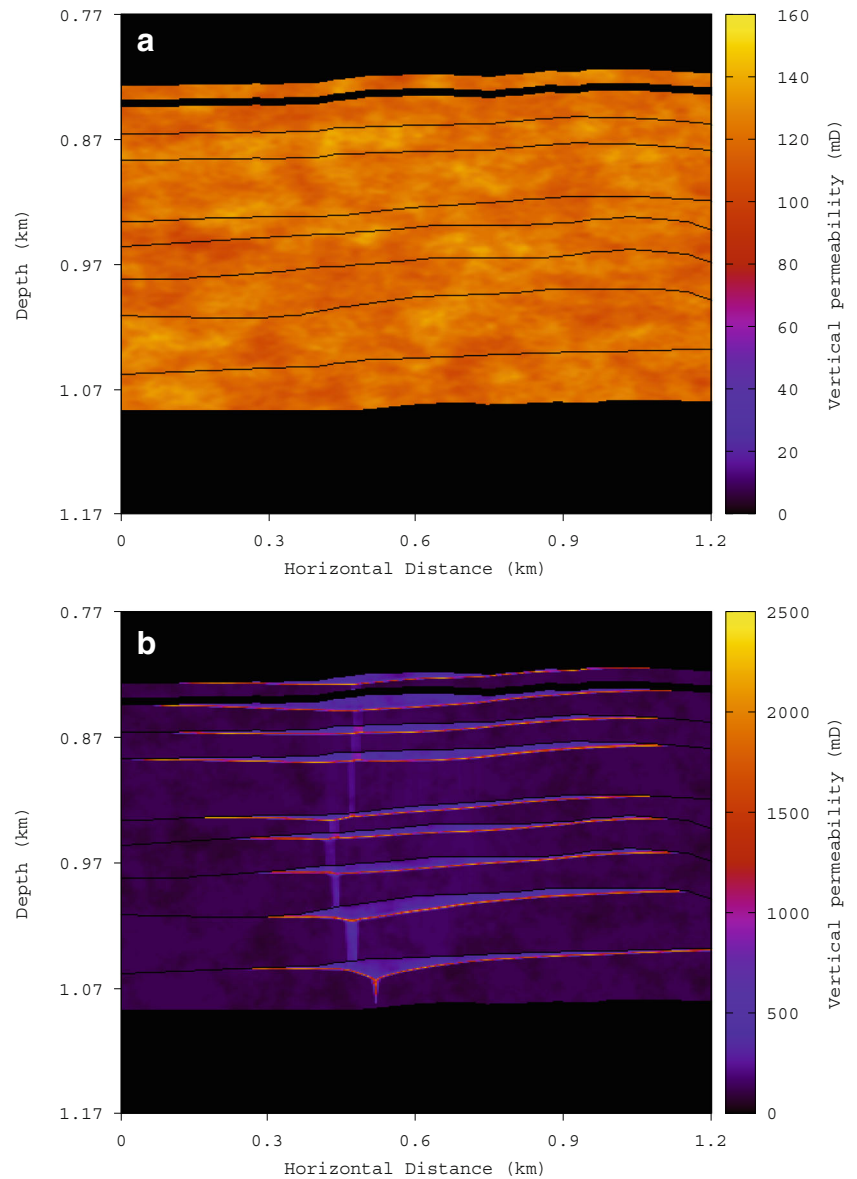 a
0.77
0.87
0.97
1.07
1.17
Depth (km)
0 0.3 0.6 0.9 1.2
Horizontal Distance (km)
160
140
120
100
80
60
40
20
0
Vertical permeability (mD)
b
0.77
0.87
0.97
1.07
1.17
Depth (km)
0 0.3 0.6 0.9 1.2
Horizontal Distance (km)
2500
2000
1500
1000
500
0
Vertical permeability (mD)